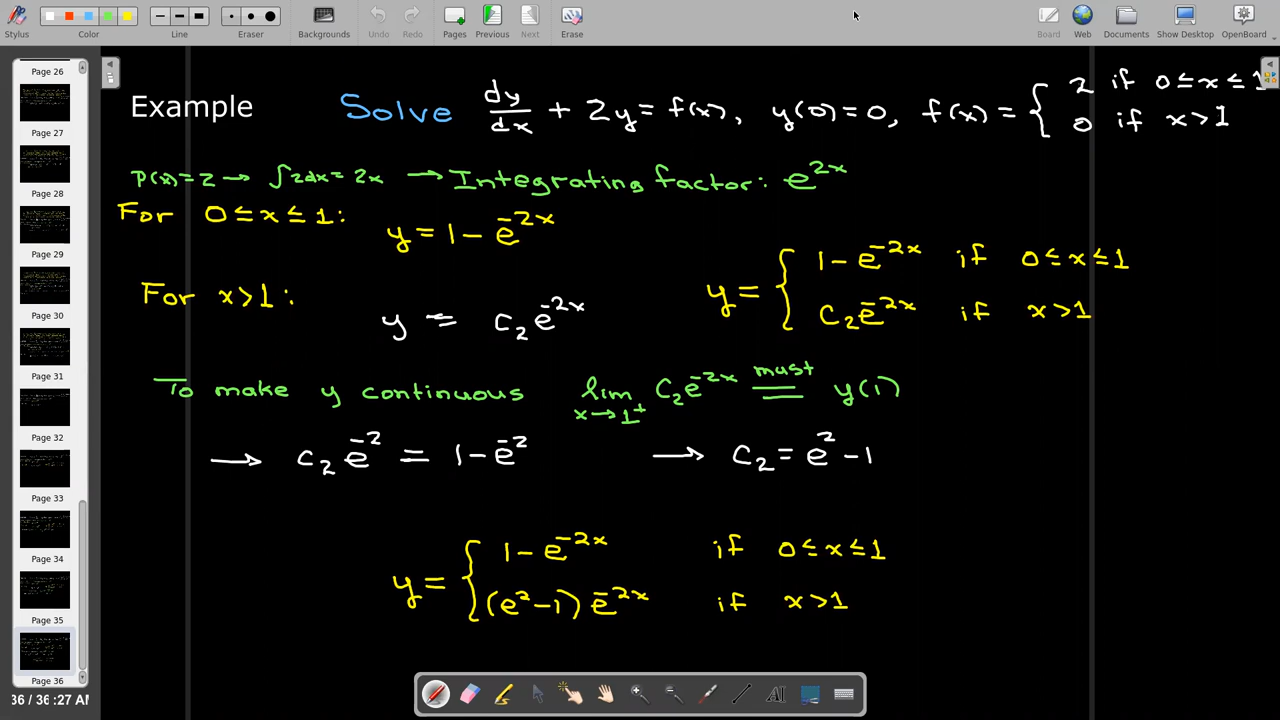 Stylus Color Line Eraser Backgrounds Undo Redo Pages Previous Next Erase Board Web Documents Show Desktop OpenBoard
Page 26
Page 27
Page 28
Page 29
Page 30
Page 31
Page 32
Page 33
Page 34
Page 35
Page 36
36 / 36:27 A/
Example Solve dy/dx + 2y = f(x), y(0) = 0, f(x) = { 2 if 0 ≤ x ≤ 1
0 if x > 1
P(x) = 2 → ∫2dx = 2x → Integrating factor: e^{2x}
For 0 ≤ x ≤ 1: y = 1 - e^{-2x}
y = { 1 - e^{-2x} if 0 ≤ x ≤ 1
c₂e^{-2x} if x > 1
For x > 1: y = c₂e^{-2x}
To make y continuous lim x→1⁺ c₂e^{-2x} must = y(1)
→ c₂e^{-2} = 1 - e^{-2} → c₂ = e² - 1
y = { 1 - e^{-2x} if 0 ≤ x ≤ 1
(e² - 1) e^{-2x} if x > 1
AI